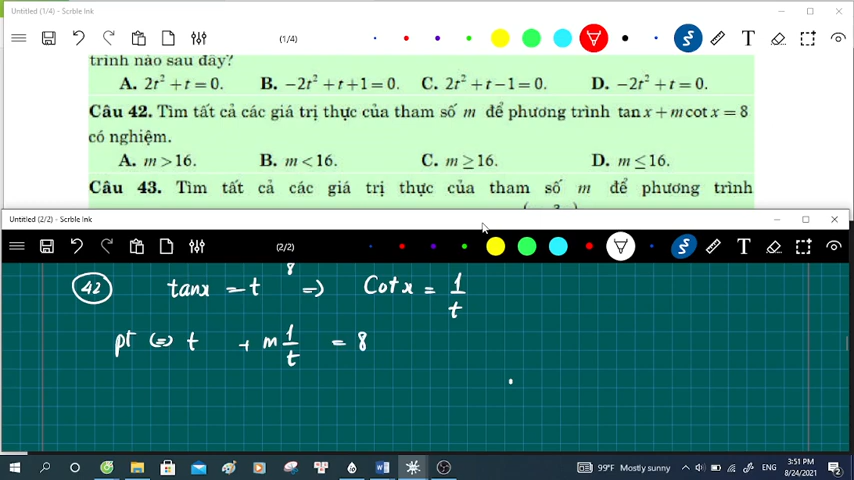 Untitled (1/4) - Scrble Ink
(1/4)
T
trình nào sau đây?
A. 2t² + t = 0. B. −2t² + t + 1 = 0. C. 2t² + t − 1 = 0. D. −2t² + t = 0.
Câu 42. Tìm tất cả các giá trị thực của tham số m để phương trình tan x + m cot x = 8
có nghiệm.
A. m > 16. B. m < 16. C. m ≥ 16. D. m ≤ 16.
Câu 43. Tìm tất cả các giá trị thực của tham số m để phương trình
Untitled (2/2) - Scrble Ink
(2/2)
T
8
42 tanx = t => Cotx = 1/t
pt <=> t + m 1/t = 8
99°F Mostly sunny ENG 3:51 PM
8/24/2021 2